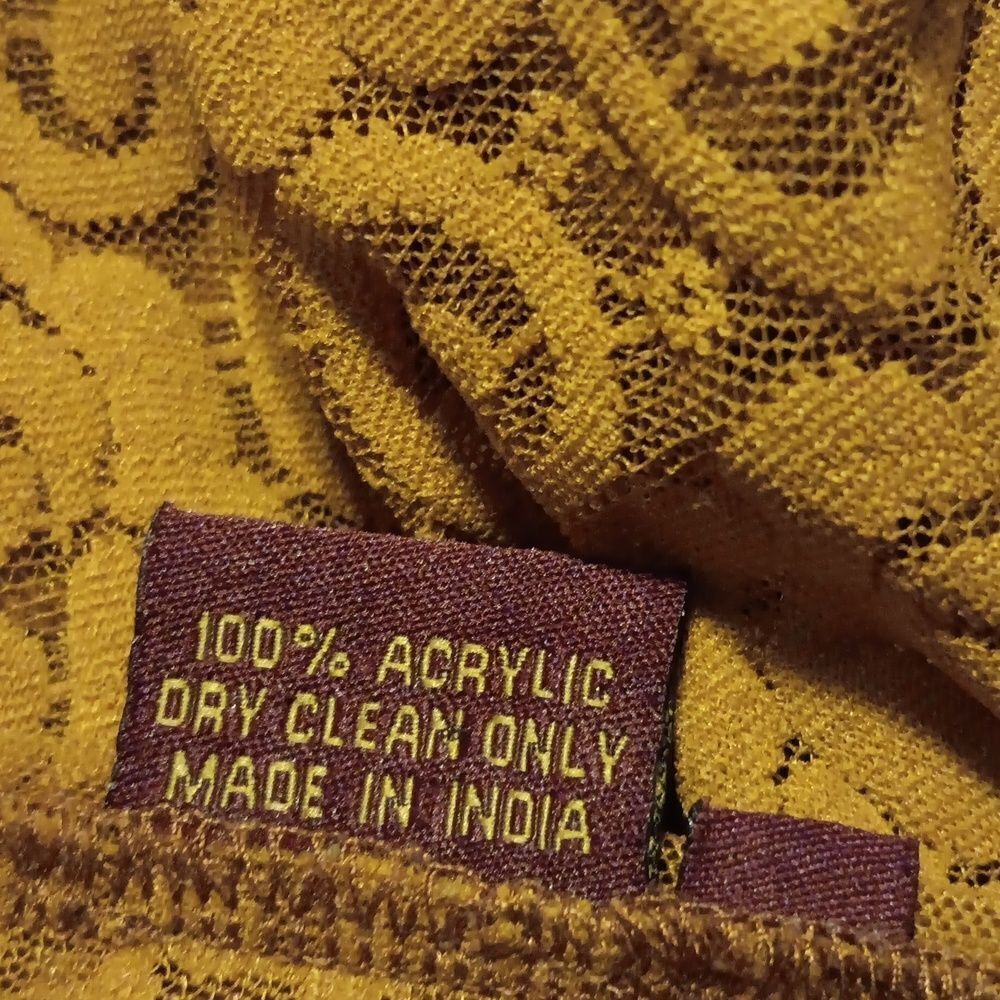 100% ACRYLIC
DRY CLEAN ONLY
MADE IN INDIA